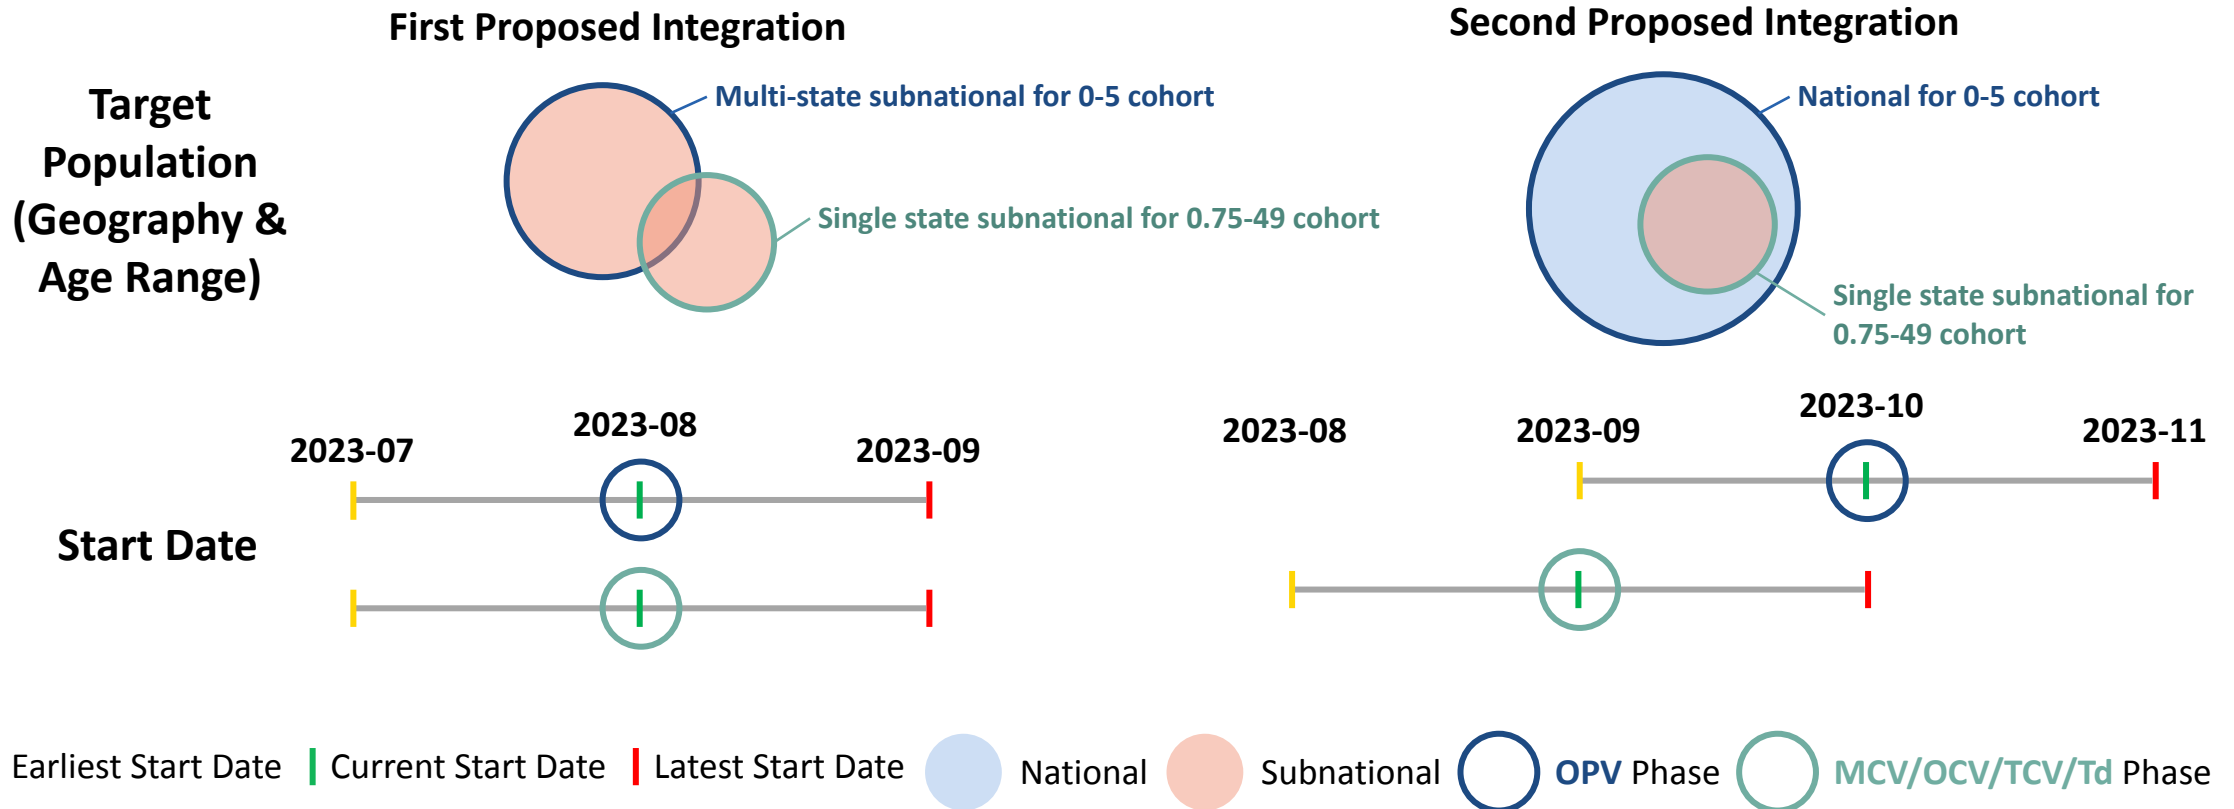 First Proposed Integration
Second Proposed Integration
Target
Population
(Geography &
Age Range)
Multi-state subnational for 0-5 cohort
Single state subnational for 0.75-49 cohort
National for 0-5 cohort
Single state subnational for
0.75-49 cohort
Start Date
2023-07
2023-08
2023-09
2023-08
2023-09
2023-10
2023-11
Earliest Start Date
Current Start Date
Latest Start Date
National
Subnational
OPV Phase
MCV/OCV/TCV/Td Phase